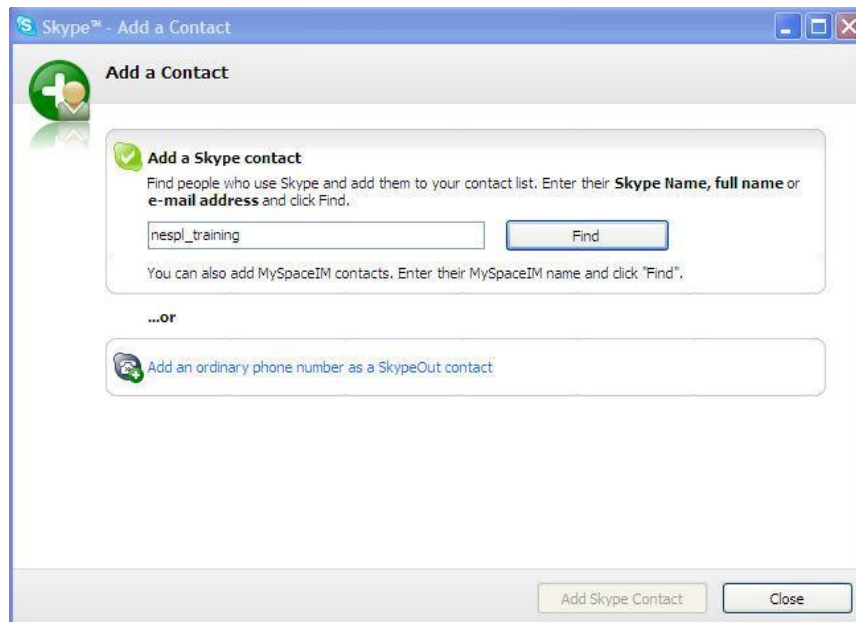 Skype™ - Add a Contact
Add a Contact
Add a Skype contact
Find people who use Skype and add them to your contact list. Enter their Skype Name, full name or
e-mail address and click Find.
nespl_training
Find
You can also add MySpaceIM contacts. Enter their MySpaceIM name and click "Find".
...or
Add an ordinary phone number as a SkypeOut contact
Add Skype Contact
Close